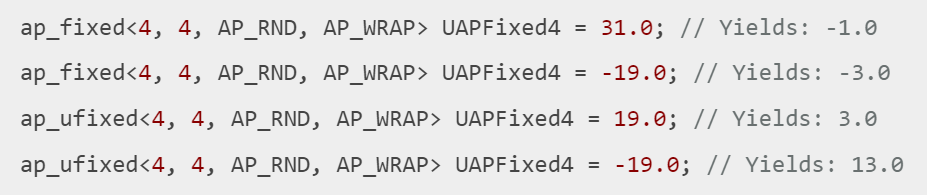 ap_fixed<4, 4, AP_RND, AP_WRAP> UAPFixed4 = 31.0; // Yields: -1.0
ap_fixed<4, 4, AP_RND, AP_WRAP> UAPFixed4 = -19.0; // Yields: -3.0
ap_ufixed<4, 4, AP_RND, AP_WRAP> UAPFixed4 = 19.0; // Yields: 3.0
ap_ufixed<4, 4, AP_RND, AP_WRAP> UAPFixed4 = -19.0; // Yields: 13.0